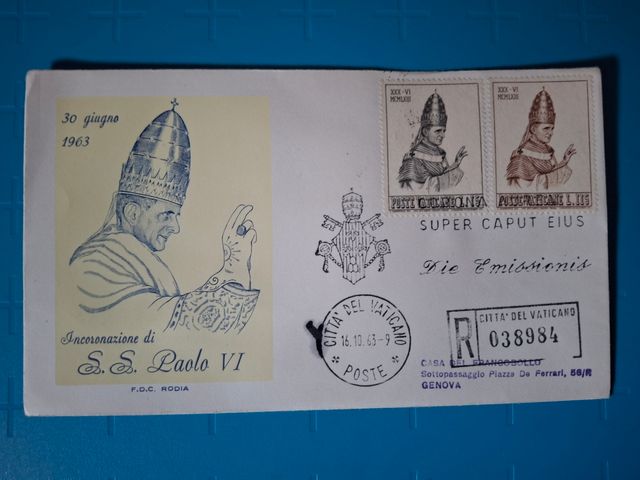 30 giugno
1963
Incoronazione di
S. S. Paolo VI
F.D.C. RODIA
XXX-VI
MCMLXIII
POSTE
XXX-VI
MCMLXIII
POSTE VATICANE L. 115
SUPER CAPUT EIUS
Die Emissionis
CITTA' DEL VATICANO
16.10.63-9
POSTE
R
CITTA' DEL VATICANO
038984
CASA DEL FRANCOBOLLO
Sottopassaggio Piazza De Ferrari, 56/R
GENOVA